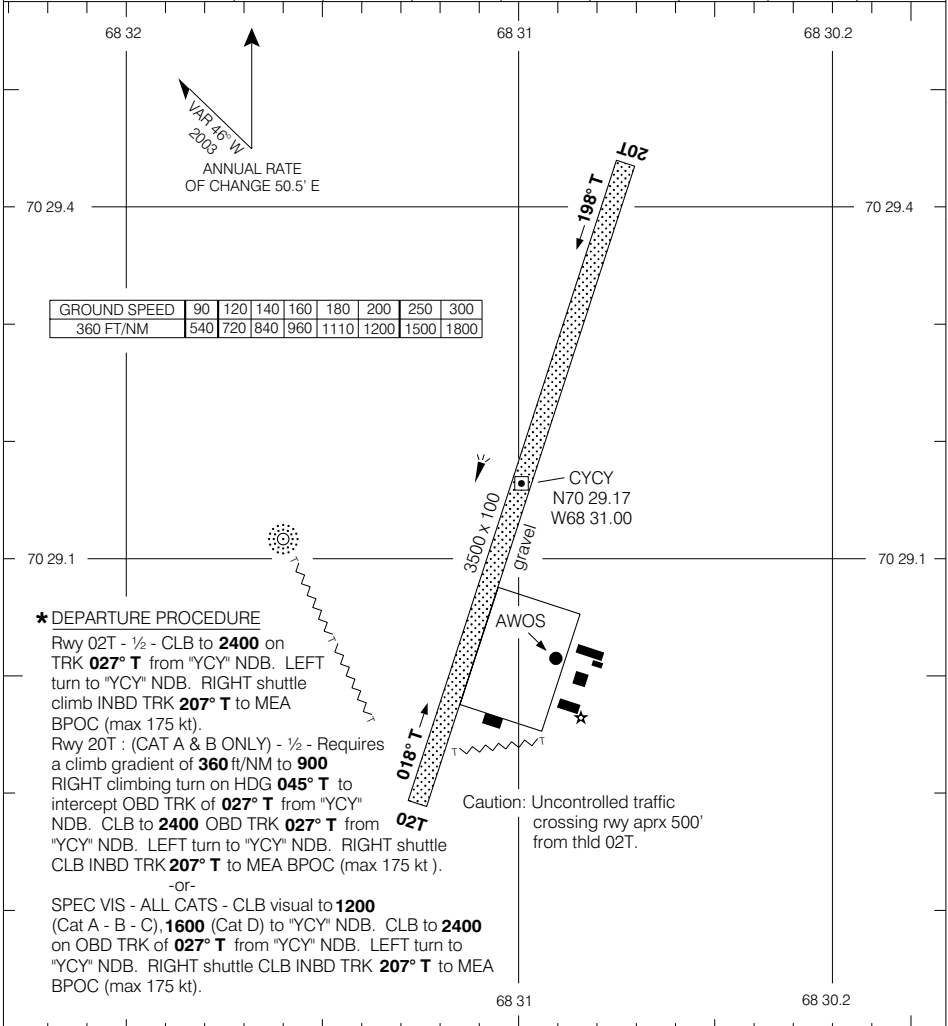 68 32
68 31
68 30.2
VAR 46° W
2003
ANNUAL RATE
OF CHANGE 50.5' E
20T
198° T
70 29.4
70 29.4
GROUND SPEED 90 120 140 160 180 200 250 300
360 FT/NM 540 720 840 960 1110 1200 1500 1800
CYCY
N70 29.17
W68 31.00
3500 x 100
gravel
70 29.1
70 29.1
AWOS
* DEPARTURE PROCEDURE
Rwy 02T - ½ - CLB to 2400 on
TRK 027° T from "YCY" NDB. LEFT
turn to "YCY" NDB. RIGHT shuttle
climb INBD TRK 207° T to MEA
BPOC (max 175 kt).
Rwy 20T : (CAT A & B ONLY) - ½ - Requires
a climb gradient of 360 ft/NM to 900
RIGHT climbing turn on HDG 045° T to
intercept OBD TRK of 027° T from "YCY"
NDB. CLB to 2400 OBD TRK 027° T from
"YCY" NDB. LEFT turn to "YCY" NDB. RIGHT shuttle
CLB INBD TRK 207° T to MEA BPOC (max 175 kt ).
-or-
SPEC VIS - ALL CATS - CLB visual to 1200
(Cat A - B - C), 1600 (Cat D) to "YCY" NDB. CLB to 2400
on OBD TRK of 027° T from "YCY" NDB. LEFT turn to
"YCY" NDB. RIGHT shuttle CLB INBD TRK 207° T to MEA
BPOC (max 175 kt).
T
T
T
018° T
02T
T
T
Caution: Uncontrolled traffic
crossing rwy aprx 500'
from thld 02T.
68 31
68 30.2